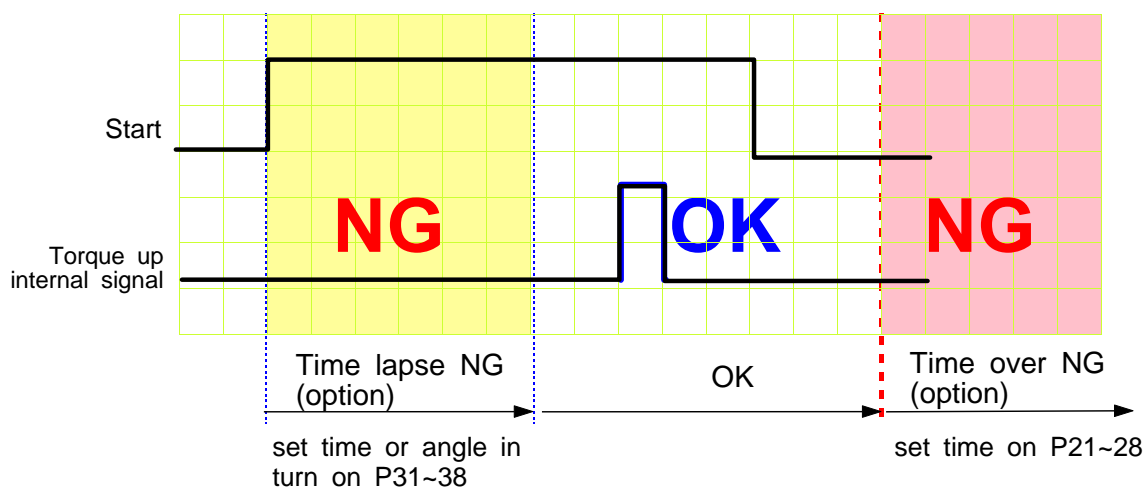 Start
NG
OK
NG
Torque up
internal signal
Time lapse NG
(option)
OK
Time over NG
(option)
set time or angle in
turn on P31~38
set time on P21~28